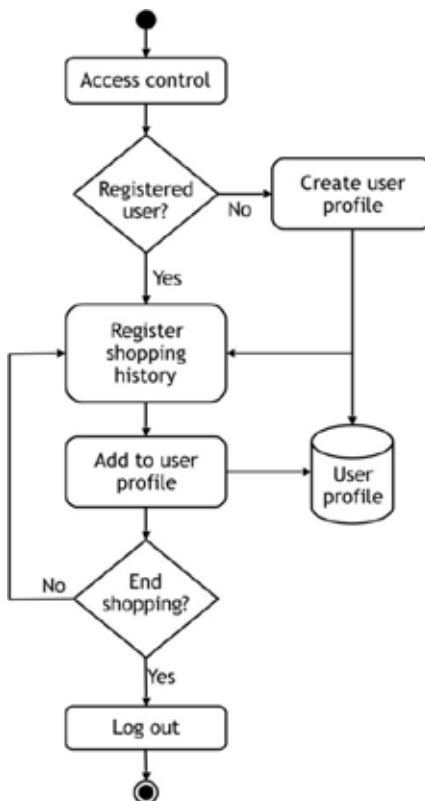 Access control
Registered
user?
No
Create user
profile
Yes
Register
shopping
history
Add to user
profile
User
profile
No
End
shopping?
Yes
Log out